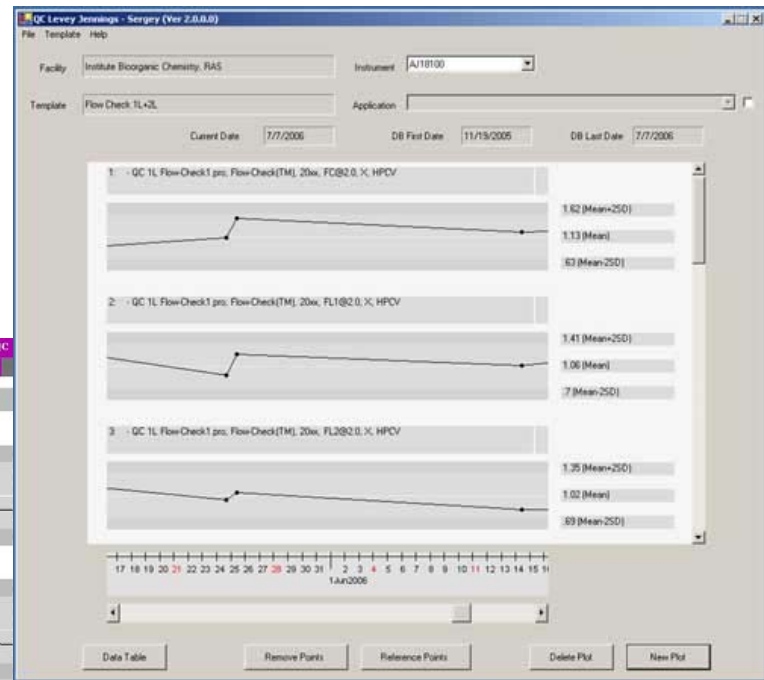 QC Levey Jennings - Sergey (Ver 2.0.0.0)
File Template Help
Facility Institute Bioorganic Chemistry, RAS Instrument AJ18100
Template Flow Check 1L+2L Application
Current Date 7/7/2006 DB First Date 11/19/2005 DB Last Date 7/7/2006
1: - QC 1L Flow-Check1 pro, Flow-Check(TM), 20xx, FC@2.0, X, HPCV
1.62 (Mean+2SD)
1.13 (Mean)
.63 (Mean-2SD)
2: - QC 1L Flow-Check1 pro, Flow-Check(TM), 20xx, FL1@2.0, X, HPCV
1.41 (Mean+2SD)
1.06 (Mean)
.7 (Mean-2SD)
3: - QC 1L Flow-Check1 pro, Flow-Check(TM), 20xx, FL2@2.0, X, HPCV
1.35 (Mean+2SD)
1.02 (Mean)
.69 (Mean-2SD)
17 18 19 20 21 22 23 24 25 26 27 28 29 30 31 2 3 4 5 6 7 8 9 10 11 12 13 14 15
1Jun2006
Data Table Remove Points Reference Points Delete Plot New Plot